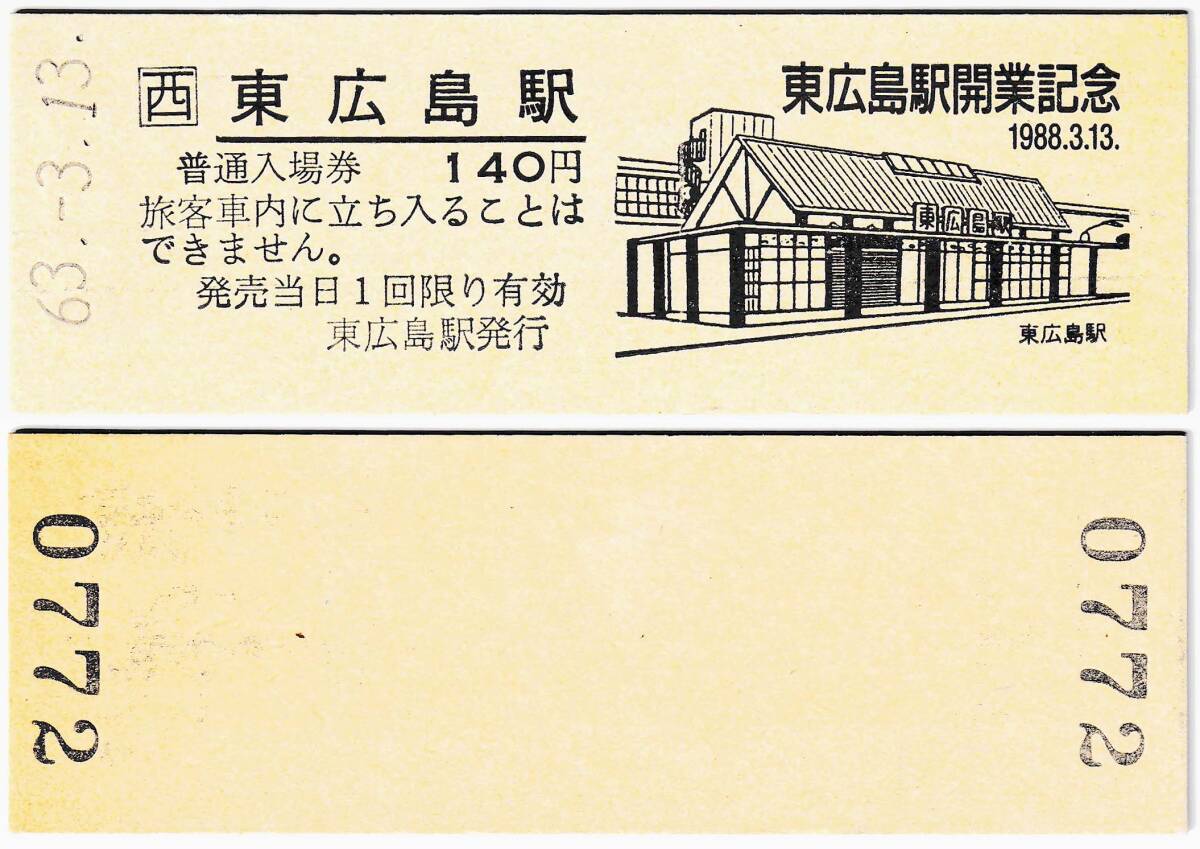 63.-3.13.
西 東広島駅
普通入場券 140円
旅客車内に立ち入ることは
できません。
発売当日1回限り有効
東広島駅発行
東広島駅開業記念
1988.3.13.
東広島駅
東広島駅
0772
0772